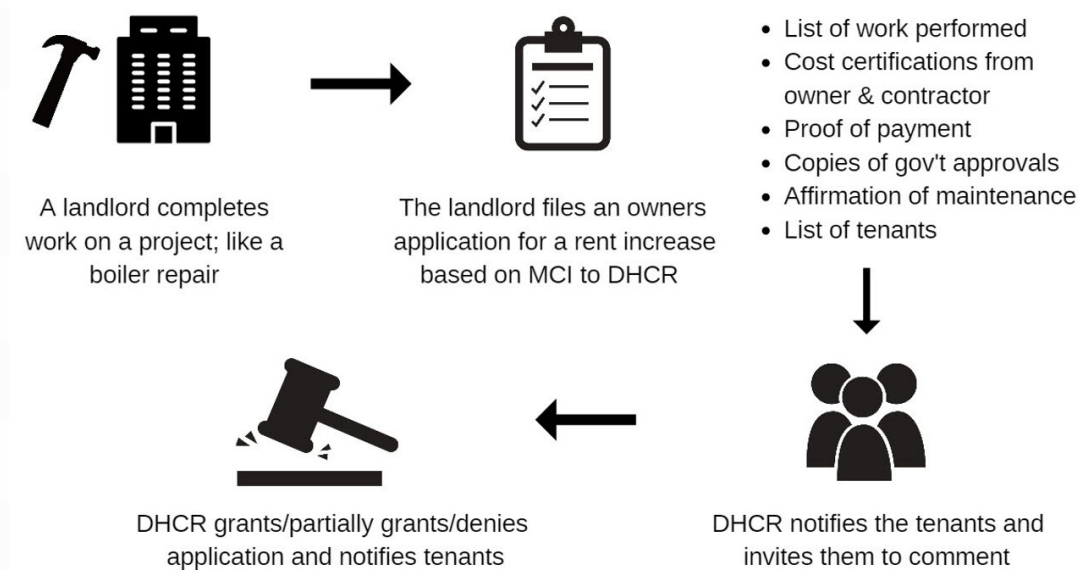 A landlord completes
work on a project; like a
boiler repair
The landlord files an owners
application for a rent increase
based on MCI to DHCR
• List of work performed
• Cost certifications from
owner & contractor
• Proof of payment
• Copies of gov't approvals
• Affirmation of maintenance
• List of tenants
DHCR notifies the tenants and
invites them to comment
DHCR grants/partially grants/denies
application and notifies tenants